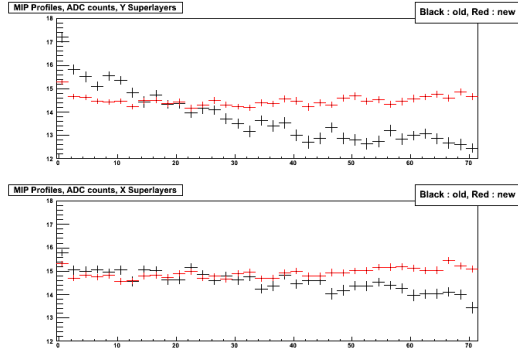 MIP Profiles, ADC counts, Y Superlayers
Black : old, Red : new
18
17
16
15
14
13
12
0 10 20 30 40 50 60 70
MIP Profiles, ADC counts, X Superlayers
Black : old, Red : new
18
17
16
15
14
13
12
0 10 20 30 40 50 60 70